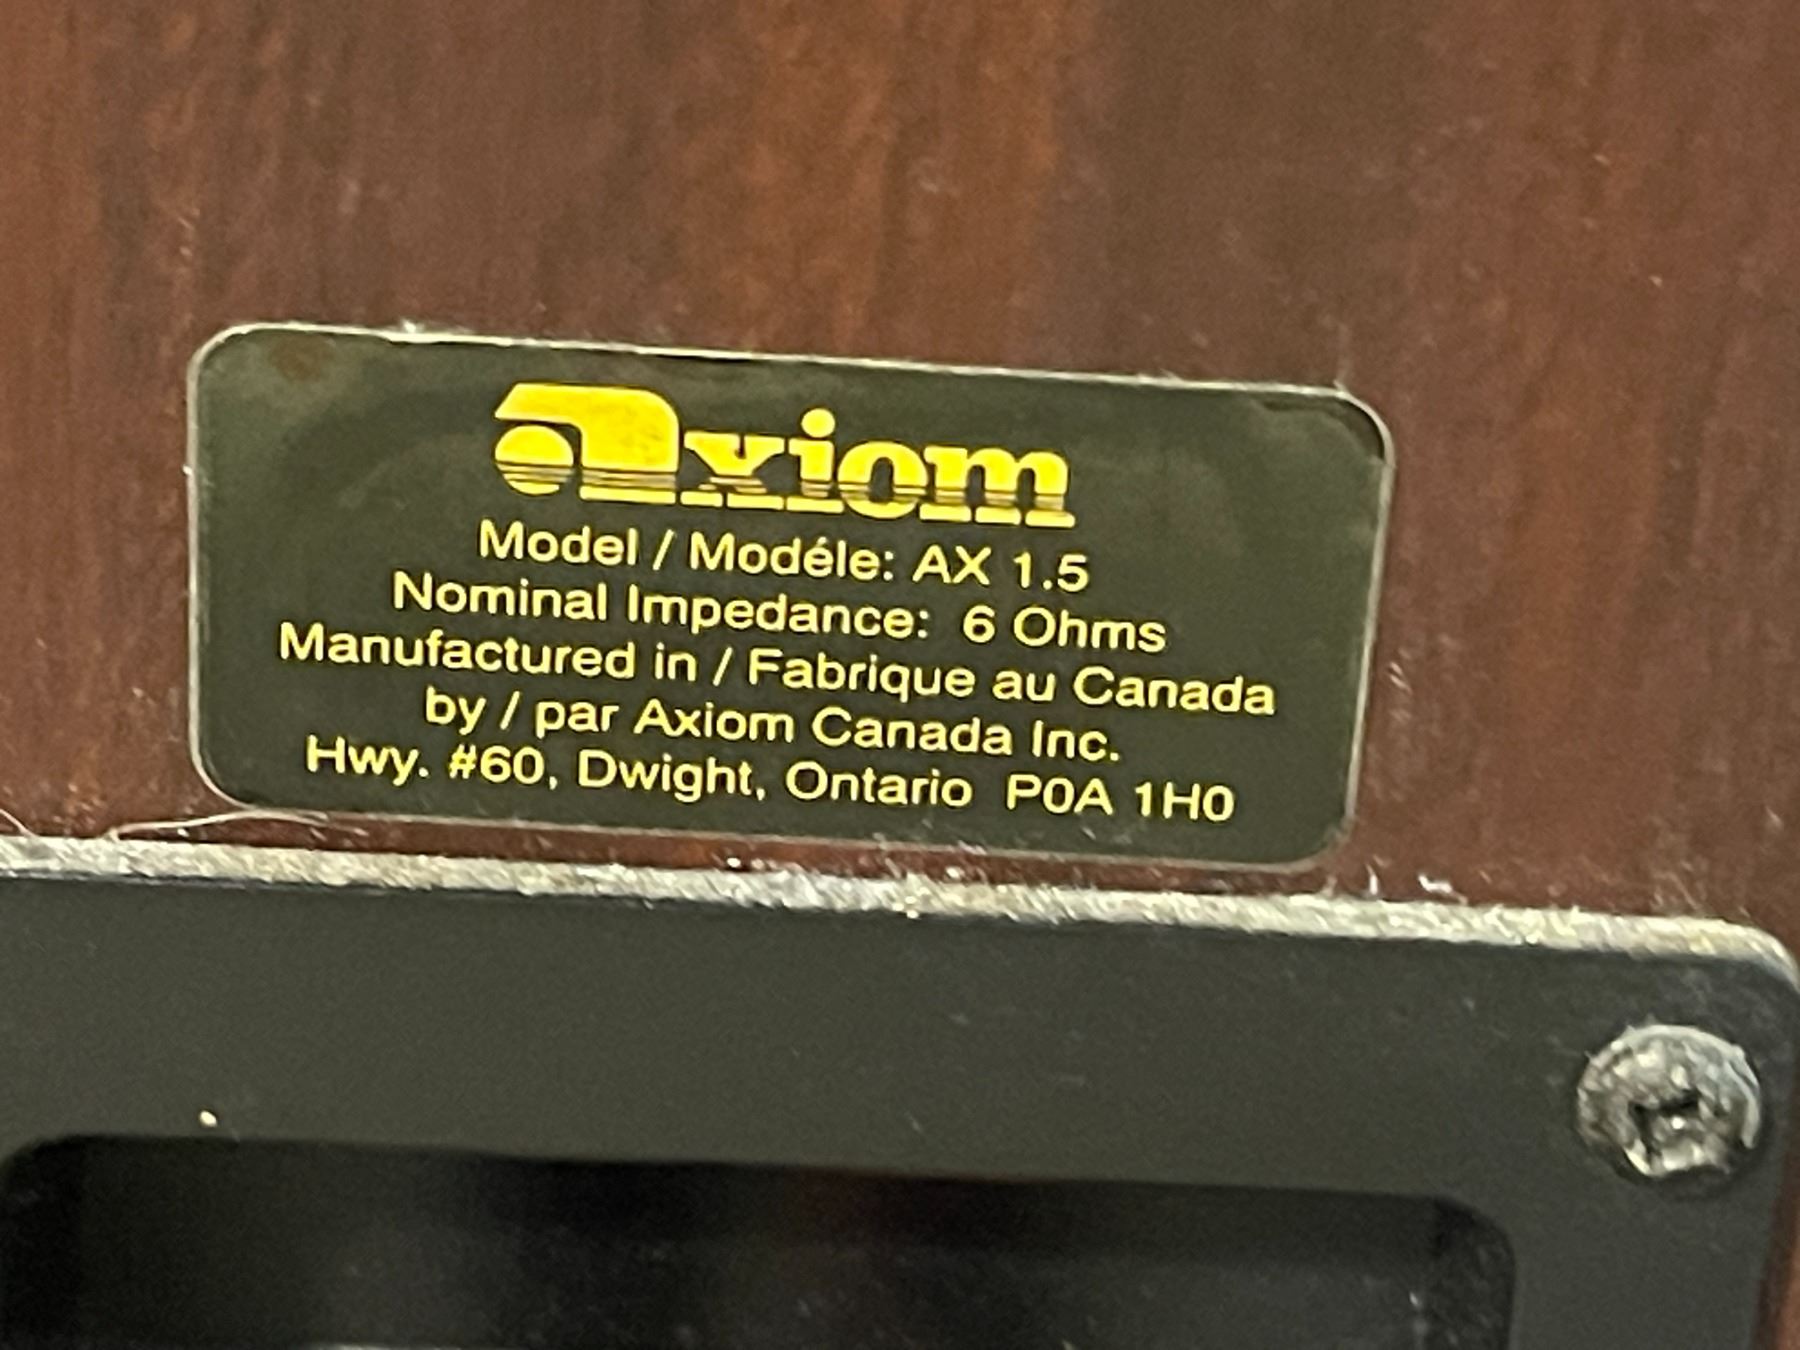 Axiom
Model / Modéle: AX 1.5
Nominal Impedance: 6 Ohms
Manufactured in / Fabrique au Canada
by / par Axiom Canada Inc.
Hwy. #60, Dwight, Ontario P0A 1H0